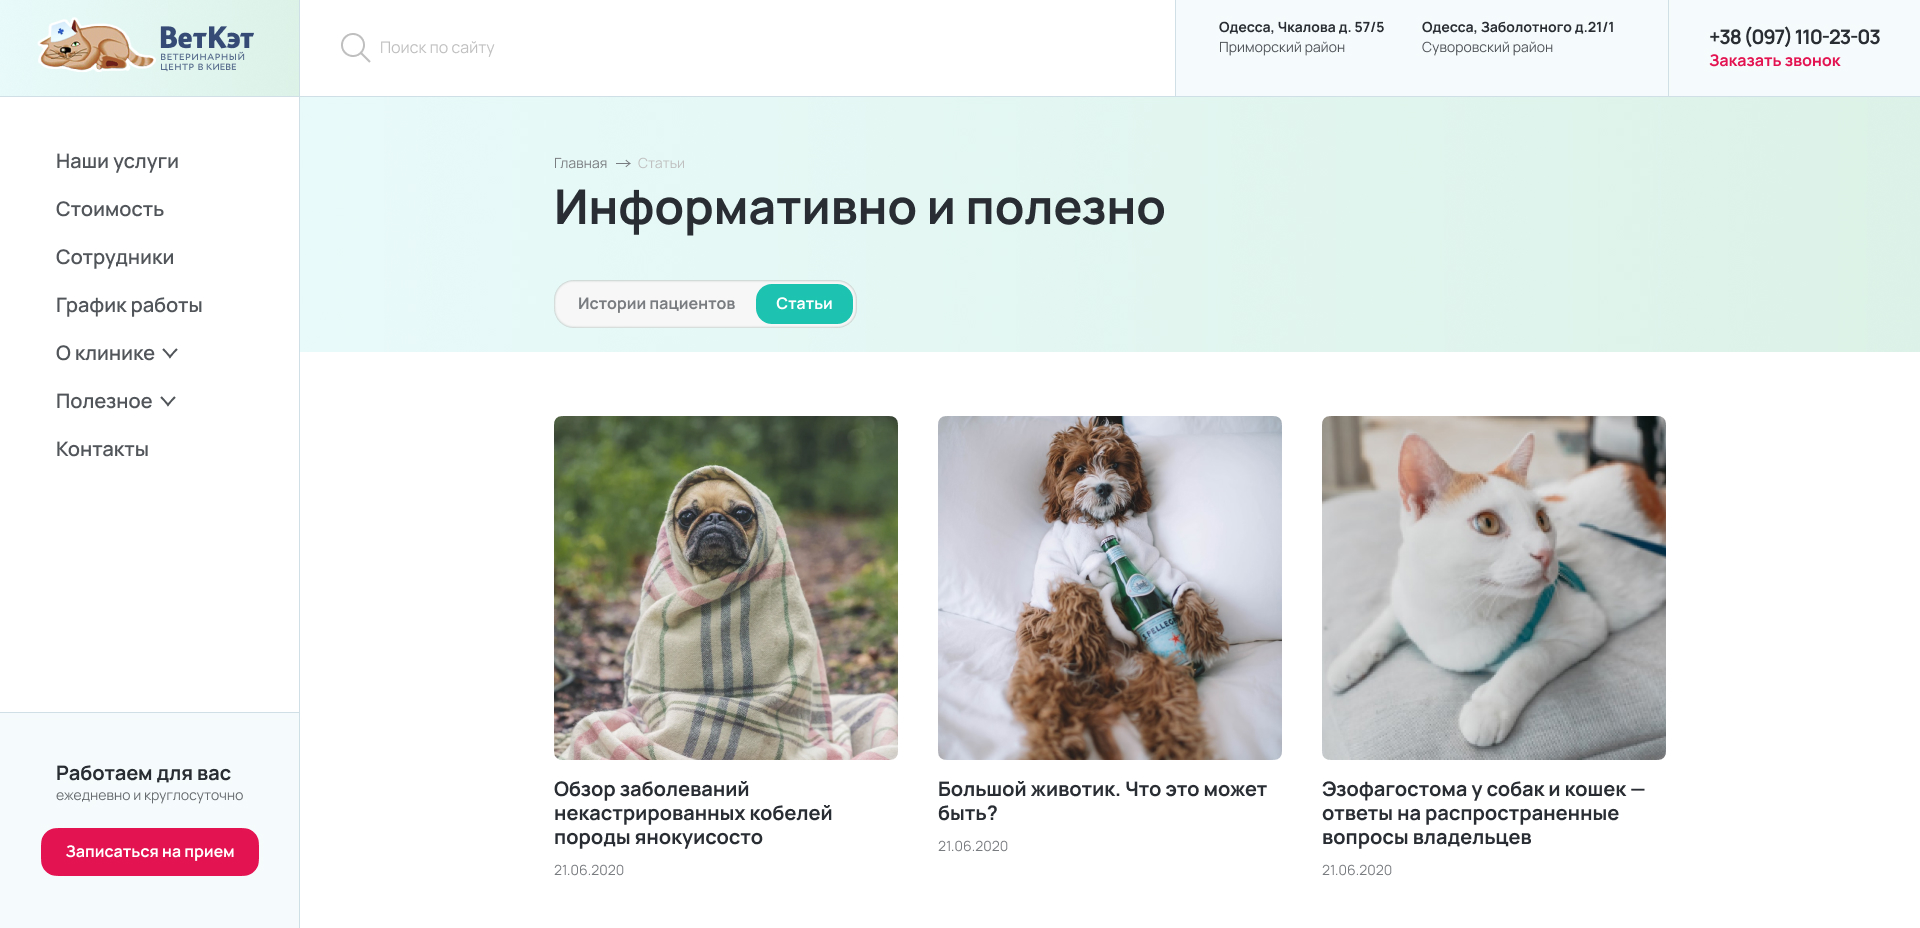 ВетКэт
ВЕТЕРИНАРНЫЙ
ЦЕНТР В КИЕВЕ
Поиск по сайту
Одесса, Чкалова д. 57/5
Приморский район
Одесса, Заболотного д.21/1
Суворовский район
+38 (097) 110-23-03
Заказать звонок
Наши услуги
Стоимость
Сотрудники
График работы
О клинике
Полезное
Контакты
Работаем для вас
ежедневно и круглосуточно
Записаться на прием
Главная → Статьи
Информативно и полезно
Истории пациентов
Статьи
S.PELLEGR
Обзор заболеваний
некастрированных кобелей
породы янокуисосто
21.06.2020
Большой животик. Что это может
быть?
21.06.2020
Эзофагостома у собак и кошек —
ответы на распространенные
вопросы владельцев
21.06.2020